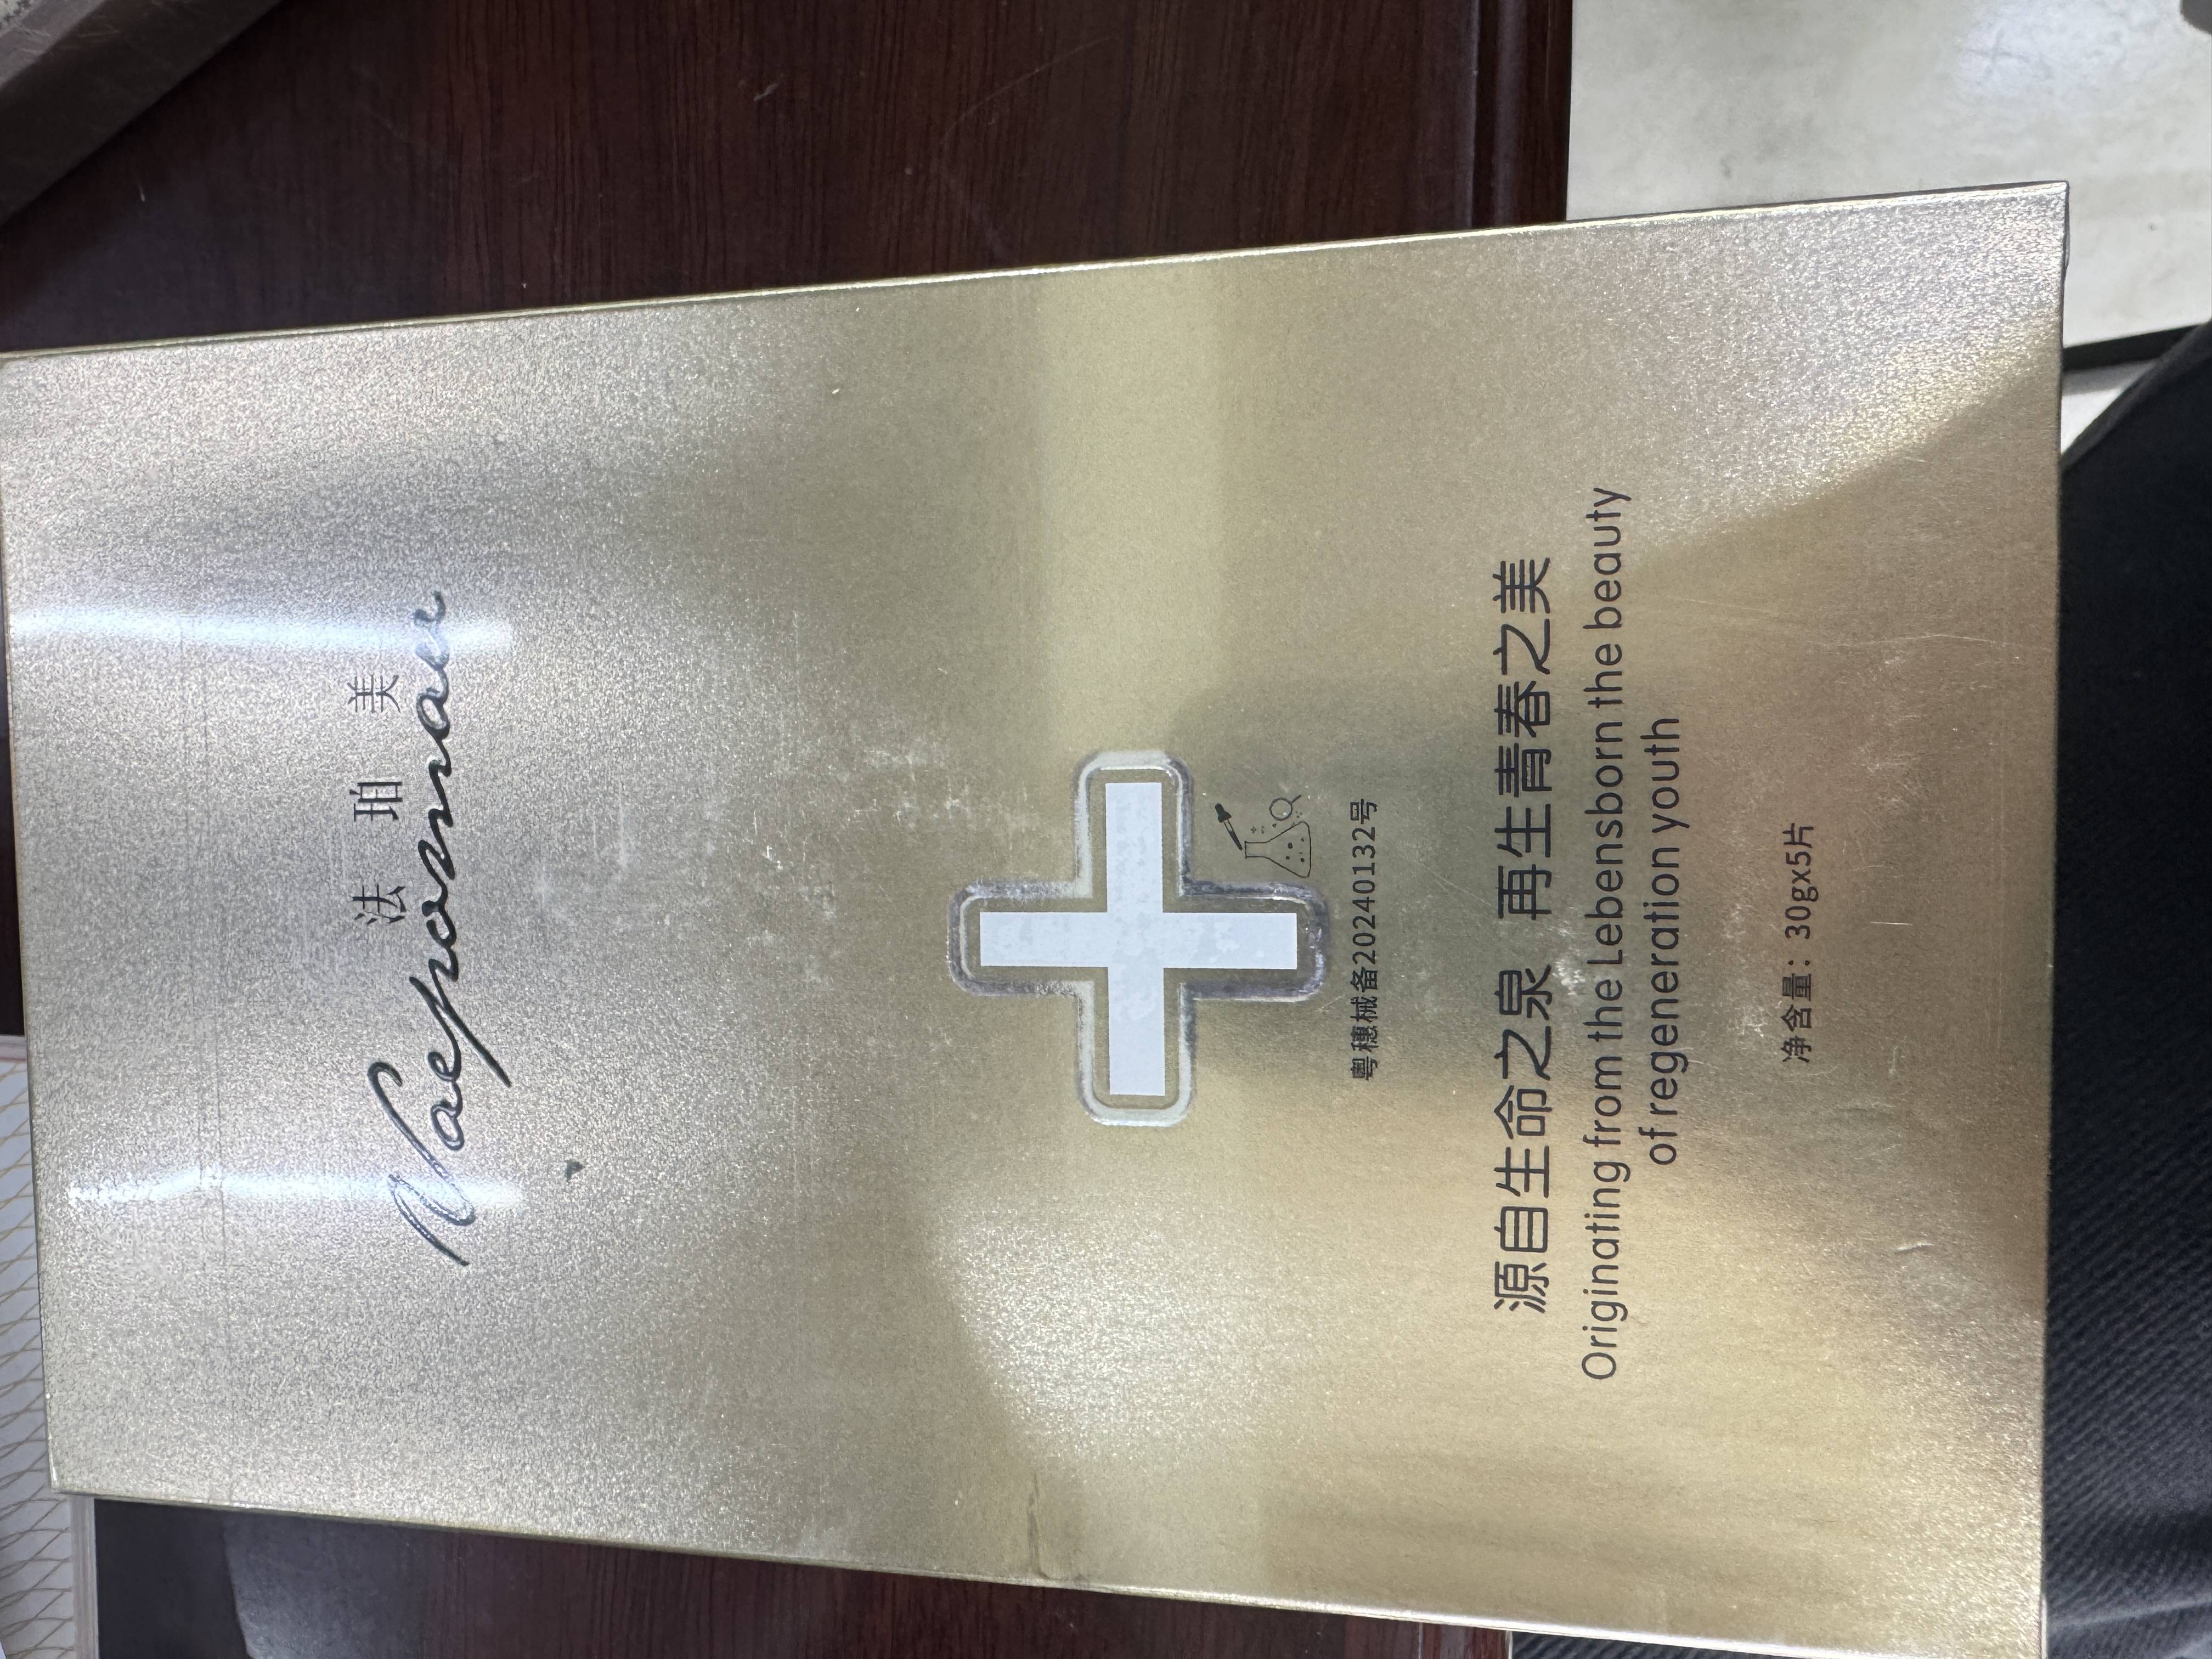 法珀美
源自生命之泉 再生青春之美
Originating from the Lebensborn the beauty
of regeneration youth
粤穗械备20240132号
净含量：30gx5片